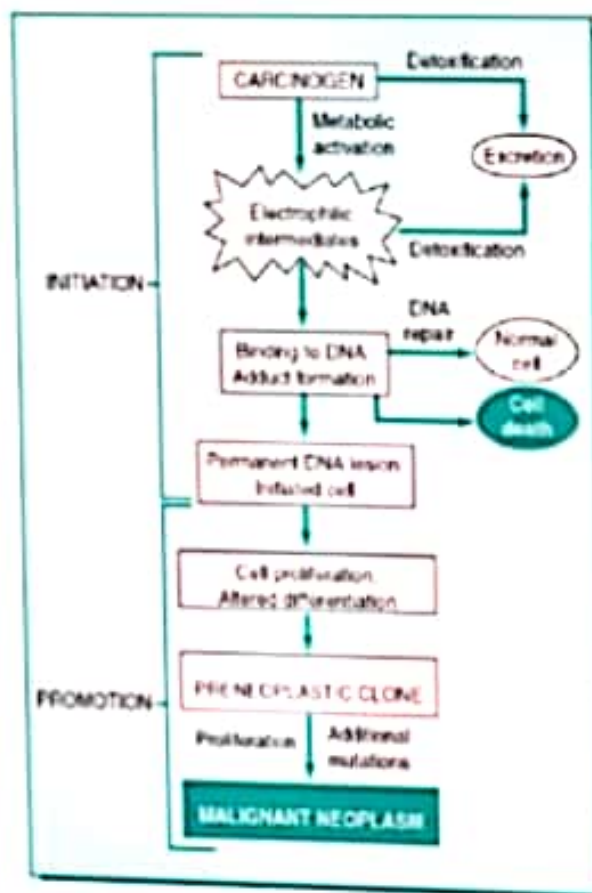 Detoxification
CARCINOGEN
Metabolic
activation
Excretion
Electrophilic
intermediates
Detoxification
INITIATION
DNA
repair
Binding to DNA:
Adduct formation
Normal
cell
Cell
death
Permanent DNA lesion:
Initiated cell
Cell proliferation:
Altered differentiation
PRENEOPLASTIC CLONE
PROMOTION
Proliferation
Additional
mutations
MALIGNANT NEOPLASM